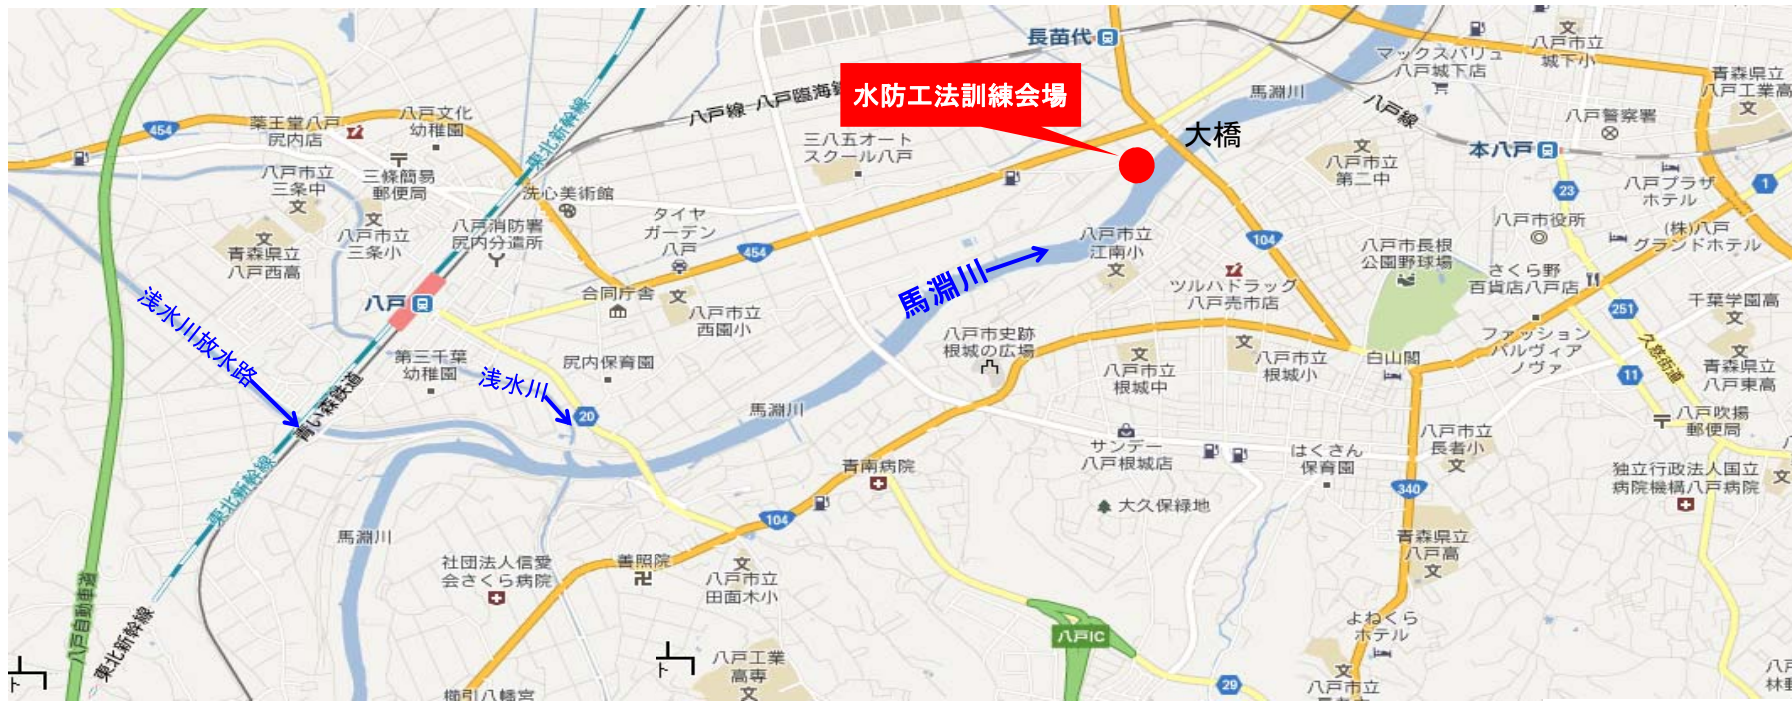 長苗代
水防工法訓練会場
大橋
馬淵川
マックスバリュ
八戸城下店
八戸市立
城下小
青森県立
八戸工業高
八戸警察署
八戸線
本八戸
八戸プラザ
ホテル
1
23
八戸市役所
(株)八戸
グランドホテル
八戸線 八戸臨海鉄
三八五オート
スクール八戸
八戸市立
第二中
東北新幹線
454
薬王堂八戸
尻内店
八戸文化
幼稚園
三條簡易
郵便局
八戸市立
三条中
八戸市立
三条小
青森県立
八戸西高
八戸消防署
尻内分遣所
洗心美術館
タイヤ
ガーデン
八戸
454
八戸
合同庁舎
八戸市立
西園小
馬淵川
八戸市立
江南小
104
ツルハドラッグ
八戸売市店
八戸市長根
公園野球場
さくら野
百貨店八戸店
251
千葉学園高
久慈街道
青森県立
八戸東高
11
ファッション
パルヴィア
ノヴァ
白山閣
八戸市立
根城小
八戸市立
根城中
八戸市史跡
根城の広場
浅水川放水路
第三千葉
幼稚園
尻内保育園
浅水川
20
馬淵川
青い森鉄道
東北新幹線
青南病院
サンデー
八戸根城店
はくさん
保育園
八戸市立
長者小
八戸吹揚
郵便局
独立行政法人国立
病院機構八戸病院
大久保緑地
340
青森県立
八戸高
104
馬淵川
社団法人信愛
会さくら病院
善照院
八戸市立
田面木小
八戸自動車道
東北新幹線
八戸工業
高専
櫛引八幡宮
八戸IC
29
よねくら
ホテル
八戸市立
ト
ト